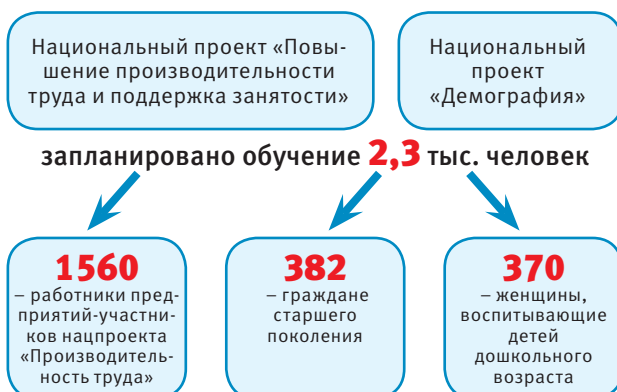 Национальный проект «Повы-
шение производительности
труда и поддержка занятости»
Национальный
проект
«Демография»
запланировано обучение 2,3 тыс. человек
1560
– работники пред-
приятий-участни-
ков нацпроекта
«Производитель-
ность труда»
382
– граждане
старшего
поколения
370
– женщины,
воспитывающие
детей
дошкольного
возраста